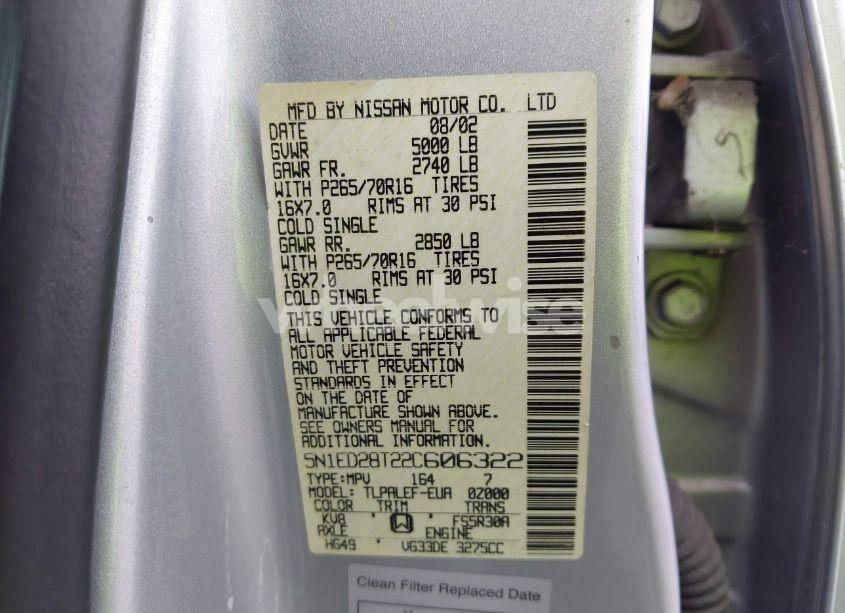 MFD BY NISSAN MOTOR CO. LTD
DATE 08/02
GVWR 5000 LB
GAWR FR. 2740 LB
WITH P265/70R16 TIRES
16X7.0 RIMS AT 30 PSI
COLD SINGLE
GAWR RR. 2850 LB
WITH P265/70R16 TIRES
16X7.0 RIMS AT 30 PSI
COLD SINGLE
THIS VEHICLE CONFORMS TO
ALL APPLICABLE FEDERAL
MOTOR VEHICLE SAFETY
AND THEFT PREVENTION
STANDARDS IN EFFECT
ON THE DATE OF
MANUFACTURE SHOWN ABOVE.
SEE OWNERS MANUAL FOR
ADDITIONAL INFORMATION
5N1ED28T22C606322
TYPE:MPV 164 7
MODEL: TLPALEF-EUA 0Z000
COLOR TRIM TRANS
KV8 W FS5R30A
AXLE ENGINE
HG49 VG33DE 3275CC
Clean Filter Replaced Date